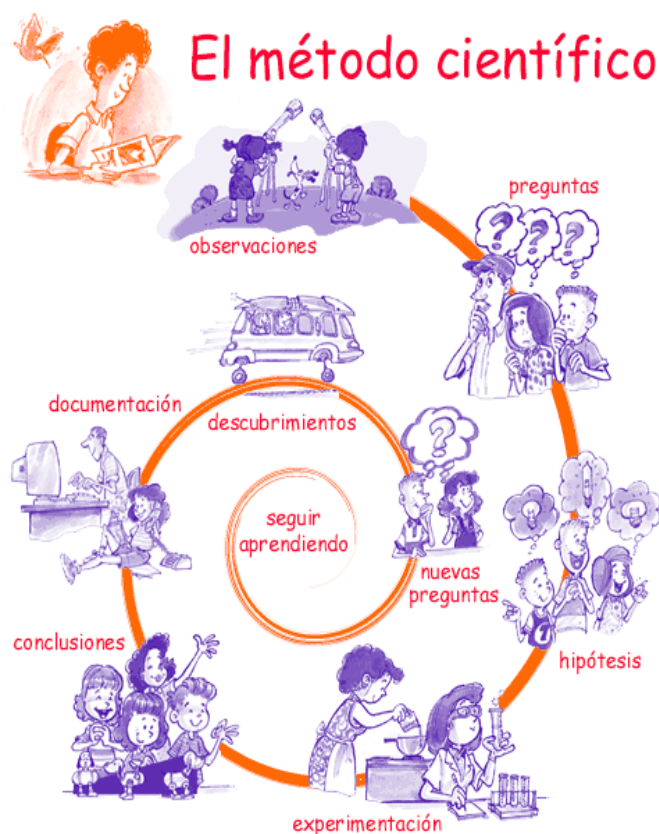 El método científico
observaciones
preguntas
hipótesis
experimentación
conclusiones
documentación
descubrimientos
nuevas
preguntas
seguir
aprendiendo